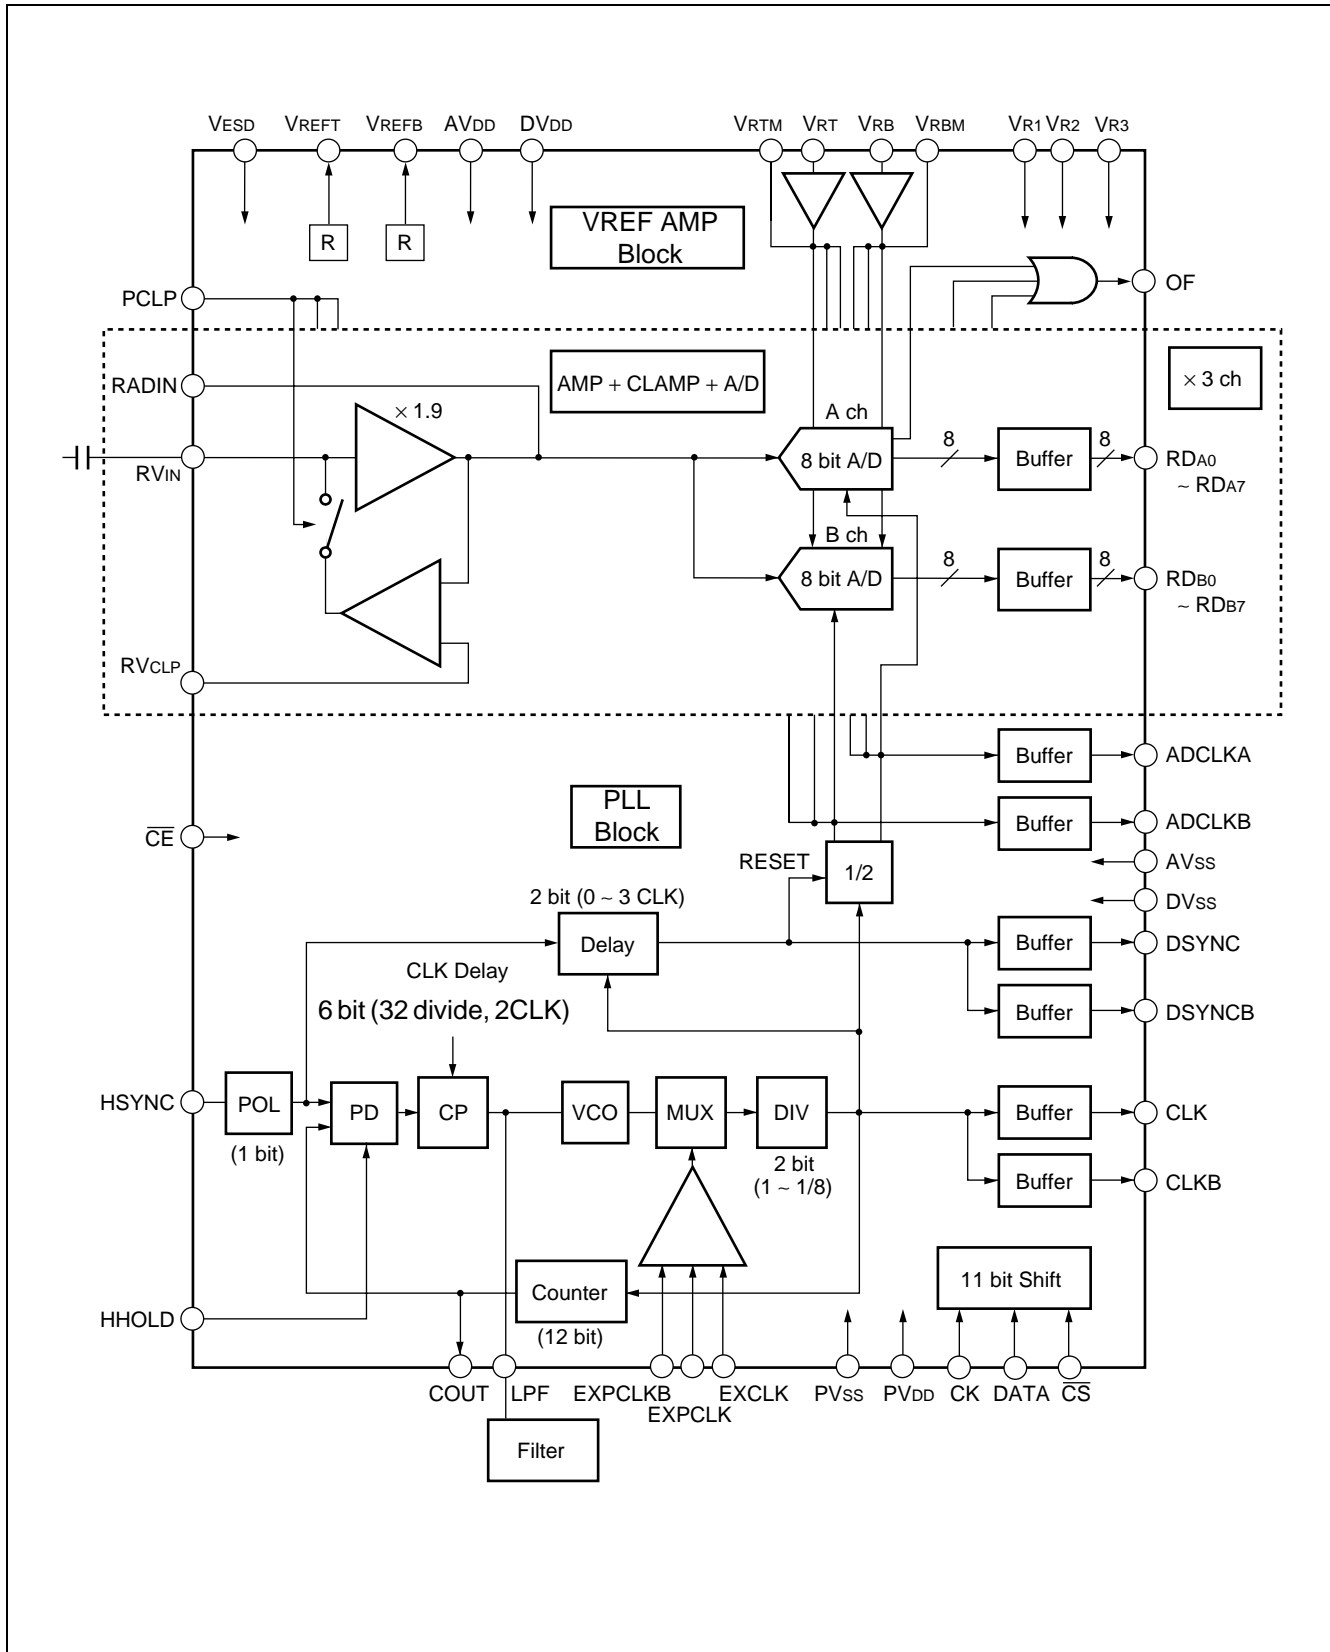 VESD VREFT VREFB AVDD DVDD VRTM VRT VRB VRBM VR1 VR2 VR3
R R
VREF AMP
Block
PCLP
OF
RADIN
AMP + CLAMP + A/D
× 3 ch
× 1.9
A ch
RVIN
8 bit A/D
8
Buffer
8
RDA0
~ RDA7
B ch
8 bit A/D
8
Buffer
8
RDB0
~ RDB7
RVCLP
Buffer
ADCLKA
PLL
Block
Buffer
ADCLKB
CE
AVSS
RESET
1/2
DVSS
2 bit (0 ~ 3 CLK)
Delay
Buffer
DSYNC
CLK Delay
6 bit (32 divide, 2CLK)
Buffer
DSYNCB
HSYNC
POL
(1 bit)
PD
CP
VCO
MUX
DIV
2 bit
(1 ~ 1/8)
Buffer
CLK
Buffer
CLKB
11 bit Shift
Counter
(12 bit)
HHOLD
COUT LPF EXPCLKB EXPCLK EXCLK PVSS PVDD CK DATA CS
Filter